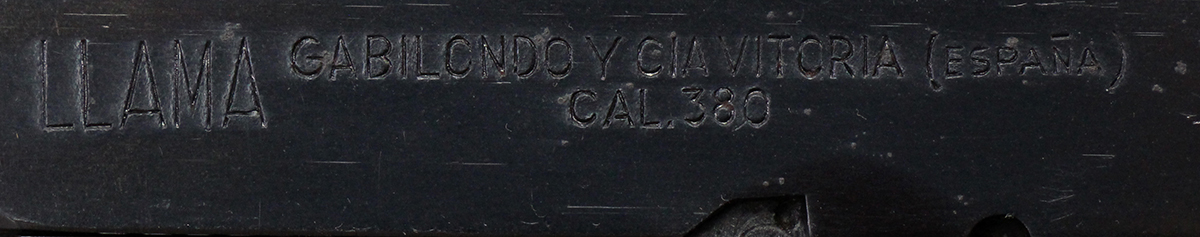 LLAMA GABILONDO Y CIA VITORIA (ESPAÑA)
CAL. 380